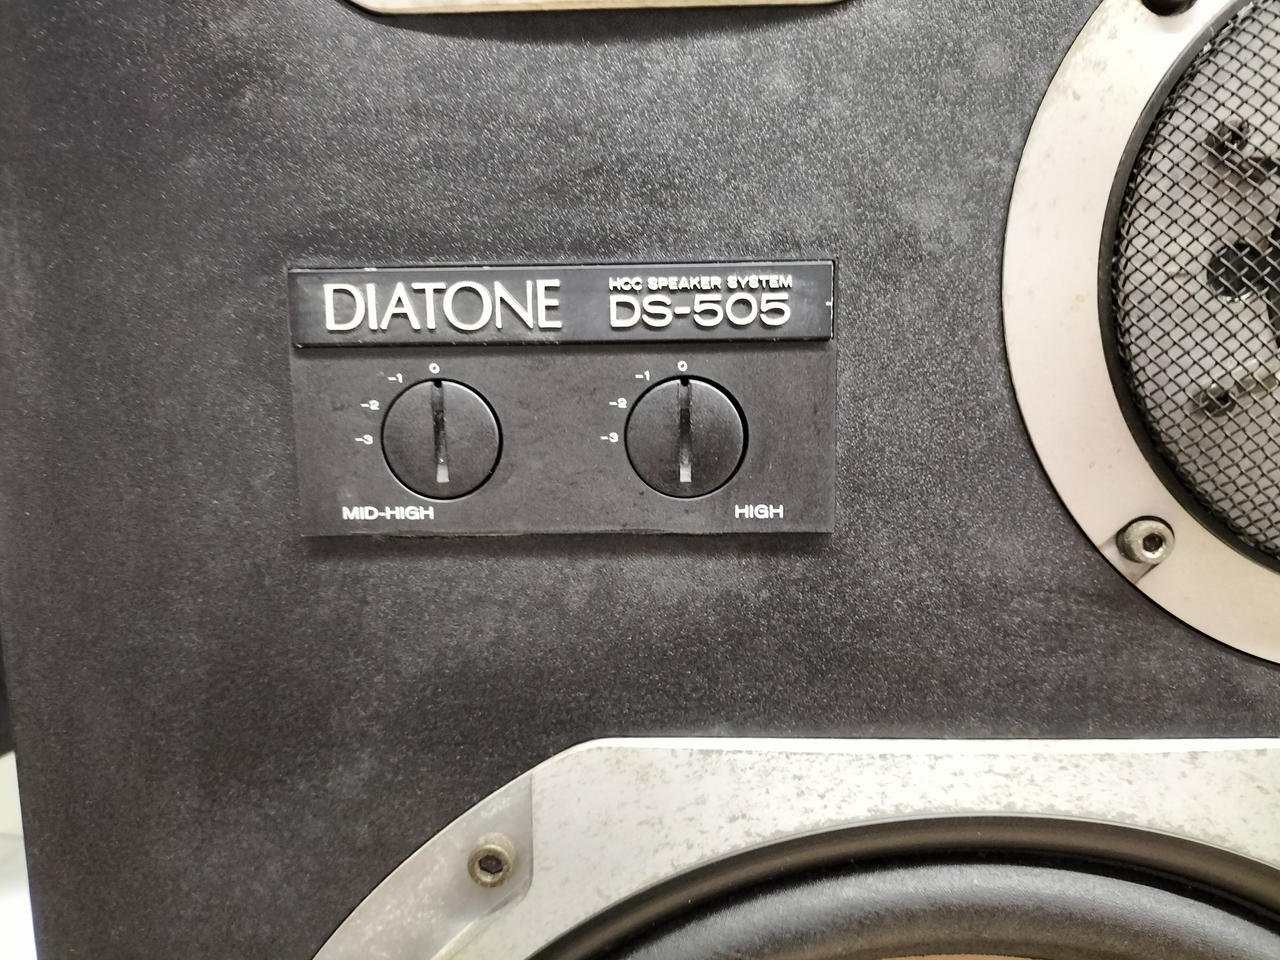 DIATONE
HCC SPEAKER SYSTEM
DS-505
0 0
-1 -1
-2 -2
-3 -3
MID-HIGH HIGH